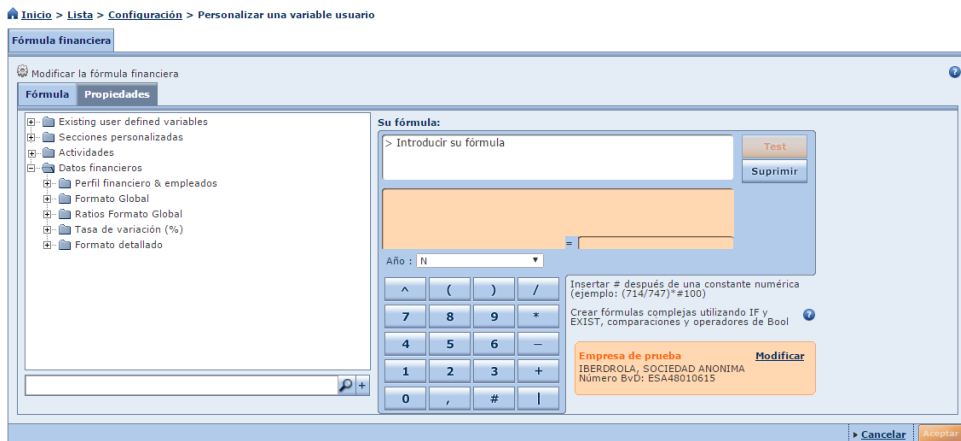 Inicio > Lista > Configuración > Personalizar una variable usuario
Fórmula financiera
Modificar la fórmula financiera
Fórmula Propiedades
Existing user defined variables
Secciones personalizadas
Actividades
Datos financieros
Perfil financiero & empleados
Formato Global
Ratios Formato Global
Tasa de variación (%)
Formato detallado
Su fórmula:
> Introducir su fórmula
Test
Suprimir
=
Año : N
^ ( ) /
7 8 9 *
4 5 6 −
1 2 3 +
0 , # |
Insertar # después de una constante numérica
(ejemplo: (714/747)*#100)
Crear fórmulas complejas utilizando IF y
EXIST, comparaciones y operadores de Bool
Empresa de prueba Modificar
IBERDROLA, SOCIEDAD ANONIMA
Número BvD: ESA48010615
Cancelar Aceptar